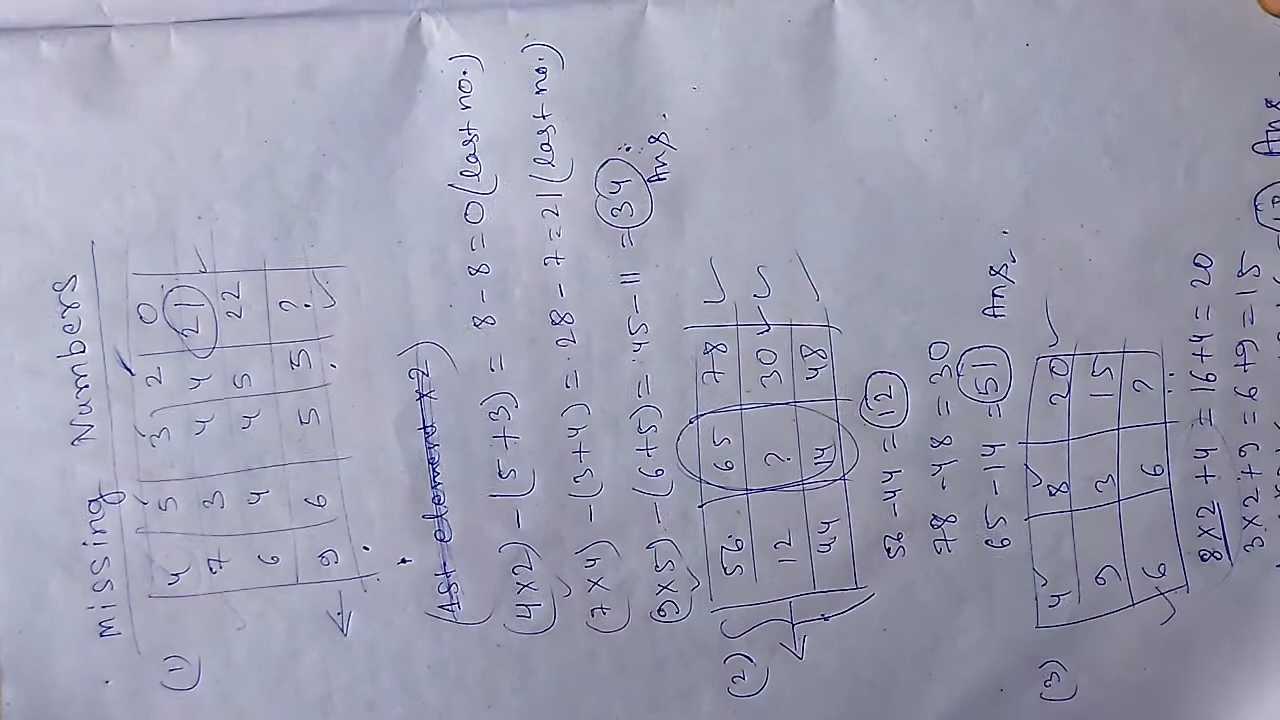 Missing Numbers
(1)
4 5 3 2 0
7 3 4 4 21
6 4 4 5 22
9 6 5 5 ?
(Ast element x2)
(4x2) - (5+3) = 8 - 8 = 0 (last no.)
(7x4) - (3+4) = 28 - 7 = 21 (last no.)
(9x5) - (6+5) = 45 - 11 = 34 Ans.
(2)
56 65 78
12 ? 30
44 14 48
56 - 44 = 12
78 - 48 = 30
65 - 14 = 51 Ans.
(3)
4 8 20
9 3 15
6 6 ?
8x2 + 4 = 16+4 = 20
3x2+9 = 6+9 = 15
Ans.